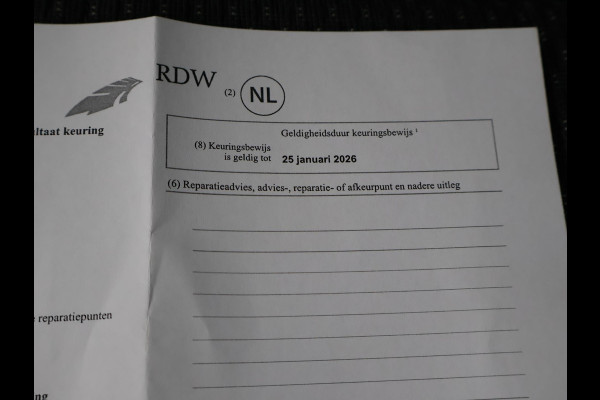 RDW
(2) NL
ltaat keuring
Geldigheidsduur keuringsbewijs ¹
(8) Keuringsbewijs
is geldig tot 25 januari 2026
(6) Reparatieadvies, advies-, reparatie- of afkeurpunt en nadere uitleg
reparatiepunten
ng